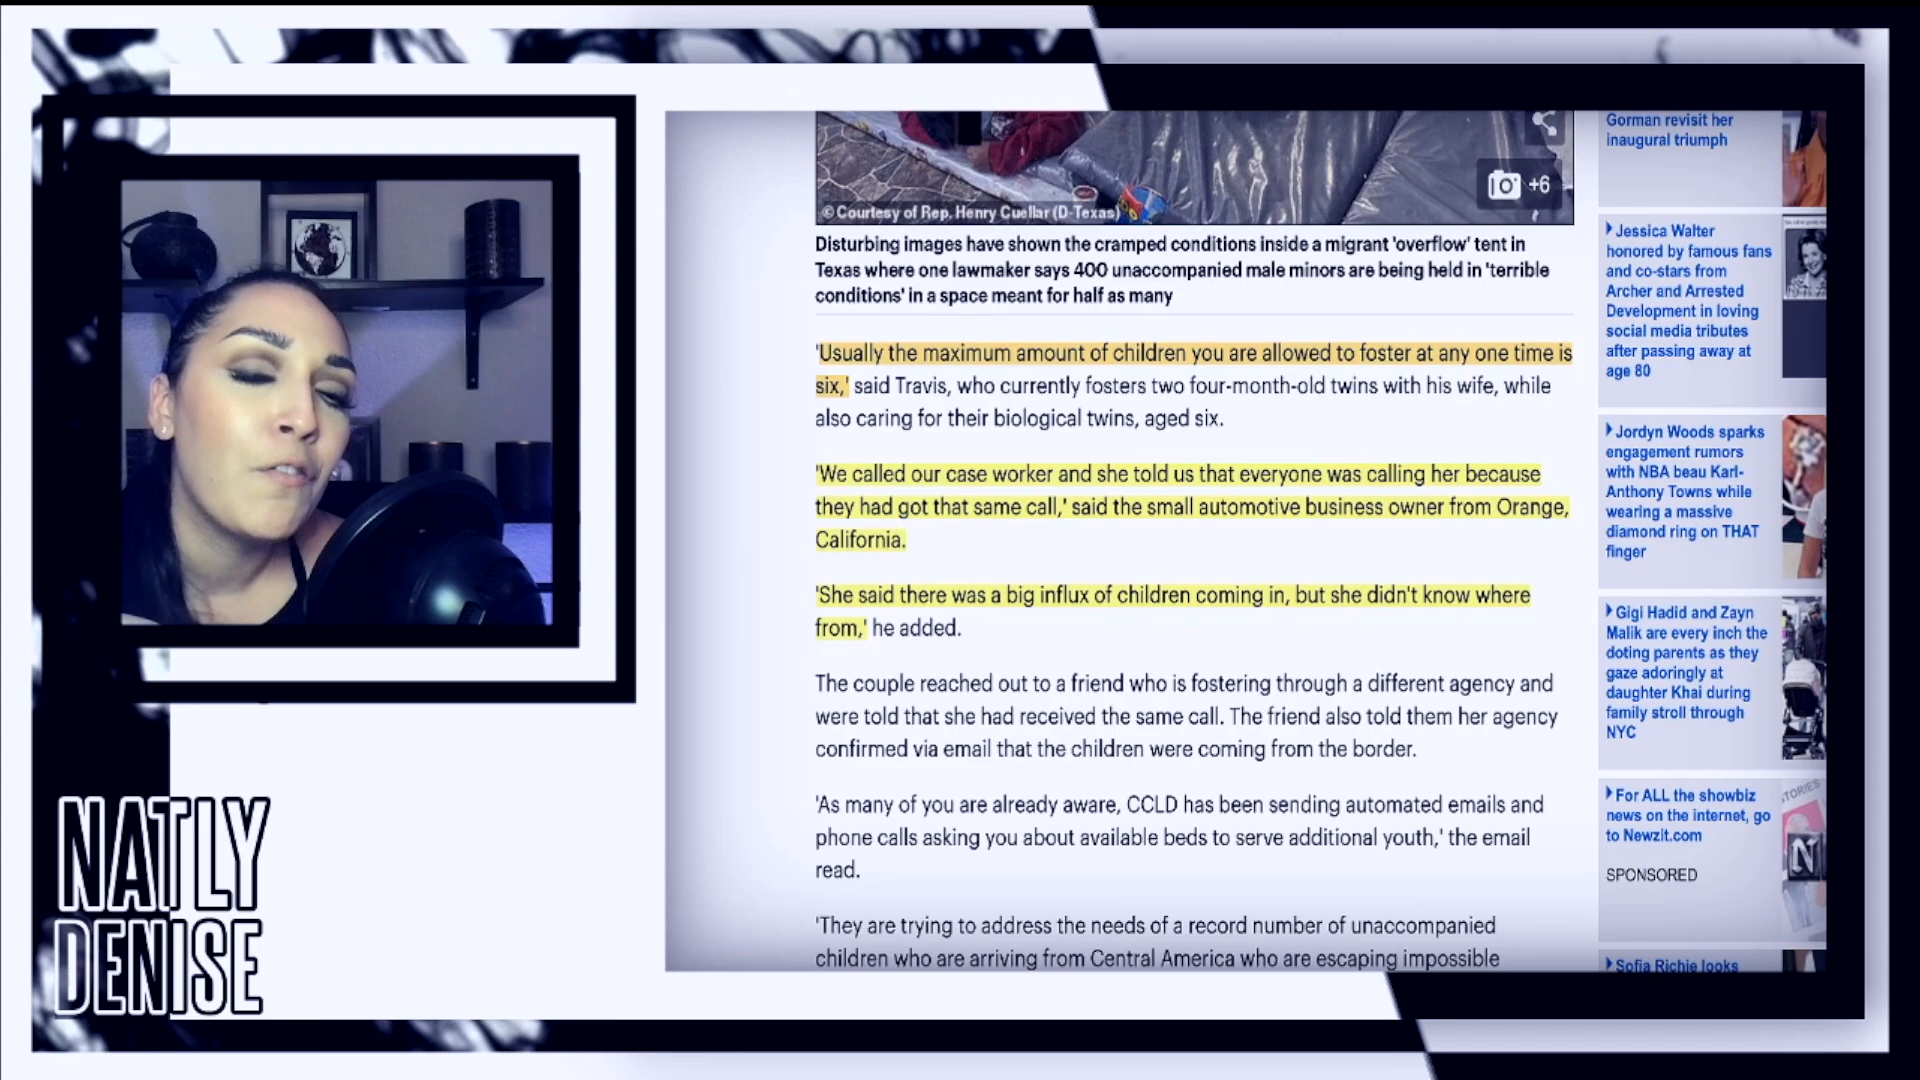 © Courtesy of Rep. Henry Cuellar (D-Texas)
+6
Disturbing images have shown the cramped conditions inside a migrant 'overflow' tent in
Texas where one lawmaker says 400 unaccompanied male minors are being held in 'terrible
conditions' in a space meant for half as many
'Usually the maximum amount of children you are allowed to foster at any one time is
six,' said Travis, who currently fosters two four-month-old twins with his wife, while
also caring for their biological twins, aged six.
'We called our case worker and she told us that everyone was calling her because
they had got that same call,' said the small automotive business owner from Orange,
California.
'She said there was a big influx of children coming in, but she didn't know where
from,' he added.
The couple reached out to a friend who is fostering through a different agency and
were told that she had received the same call. The friend also told them her agency
confirmed via email that the children were coming from the border.
'As many of you are already aware, CCLD has been sending automated emails and
phone calls asking you about available beds to serve additional youth,' the email
read.
'They are trying to address the needs of a record number of unaccompanied
children who are arriving from Central America who are escaping impossible
Gorman revisit her
inaugural triumph
Jessica Walter
honored by famous fans
and co-stars from
Archer and Arrested
Development in loving
social media tributes
after passing away at
age 80
Jordyn Woods sparks
engagement rumors
with NBA beau Karl-
Anthony Towns while
wearing a massive
diamond ring on THAT
finger
Gigi Hadid and Zayn
Malik are every inch the
doting parents as they
gaze adoringly at
daughter Khai during
family stroll through
NYC
For ALL the showbiz
news on the internet, go
to Newzit.com
SPONSORED
STORIES
N
Sofia Richie looks
NATLY
DENISE